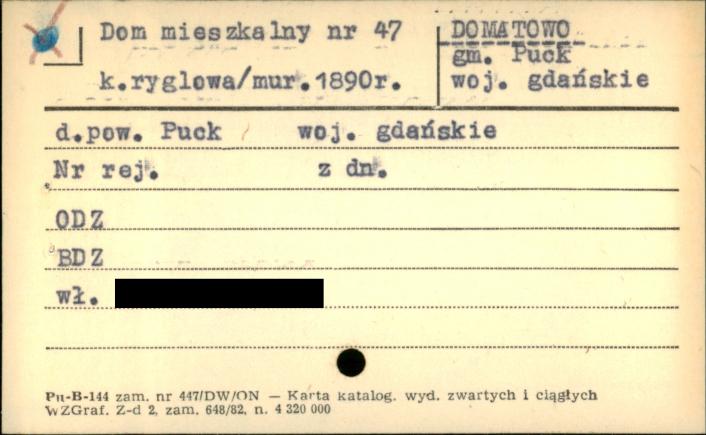 Dom mieszkalny nr 47
k.ryglowa/mur.1890r.
DOMATOWO
gm. Puck
woj. gdańskie
d.pow. Puck woj. gdańskie
Nr rej. z dn.
ODZ
BDZ
wł.
Pu-B-144 zam. nr 447/DW/ON — Karta katalog. wyd. zwartych i ciągłych
WZGraf. Z-d 2, zam. 648/82, n. 4 320 000